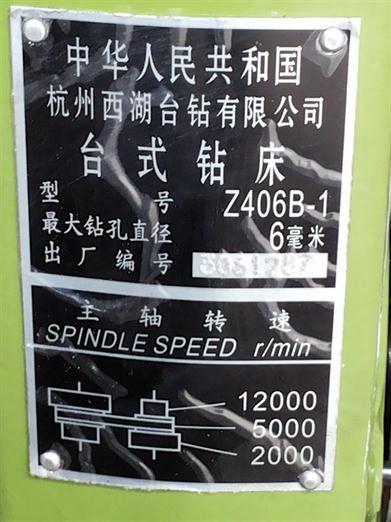 中华人民共和国
杭州西湖台钻有限公司
台式钻床
型号 Z406B-1
最大钻孔直径 6毫米
出厂编号
主轴转速
SPINDLE SPEED r/min
12000
5000
2000